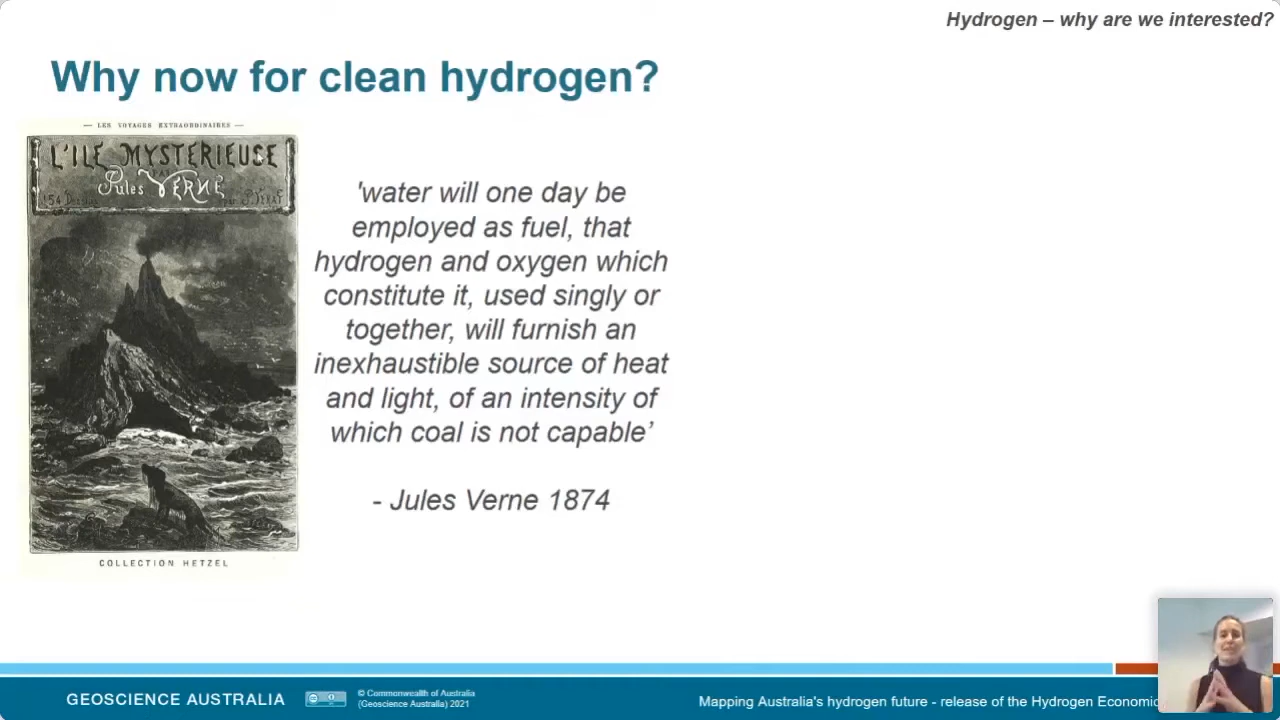 Hydrogen – why are we interested?
Why now for clean hydrogen?
— LES VOYAGES EXTRAORDINAIRES —
L'ILE MYSTERIEUSE
PAR
Jules VERNE
COLLECTION HETZEL
'water will one day be
employed as fuel, that
hydrogen and oxygen which
constitute it, used singly or
together, will furnish an
inexhaustible source of heat
and light, of an intensity of
which coal is not capable’
- Jules Verne 1874
GEOSCIENCE AUSTRALIA
© Commonwealth of Australia
(Geoscience Australia) 2021
Mapping Australia's hydrogen future - release of the Hydrogen Economic